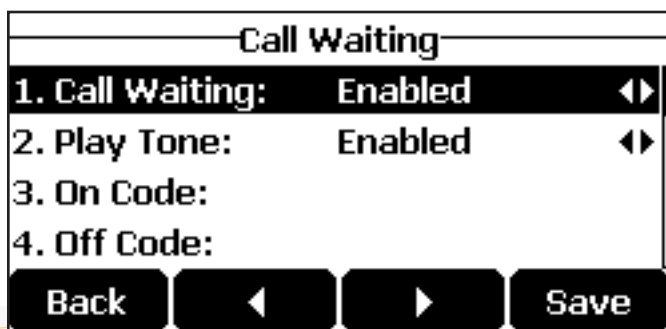 Call Waiting
1. Call Waiting: Enabled
2. Play Tone: Enabled
3. On Code:
4. Off Code:
Back Save